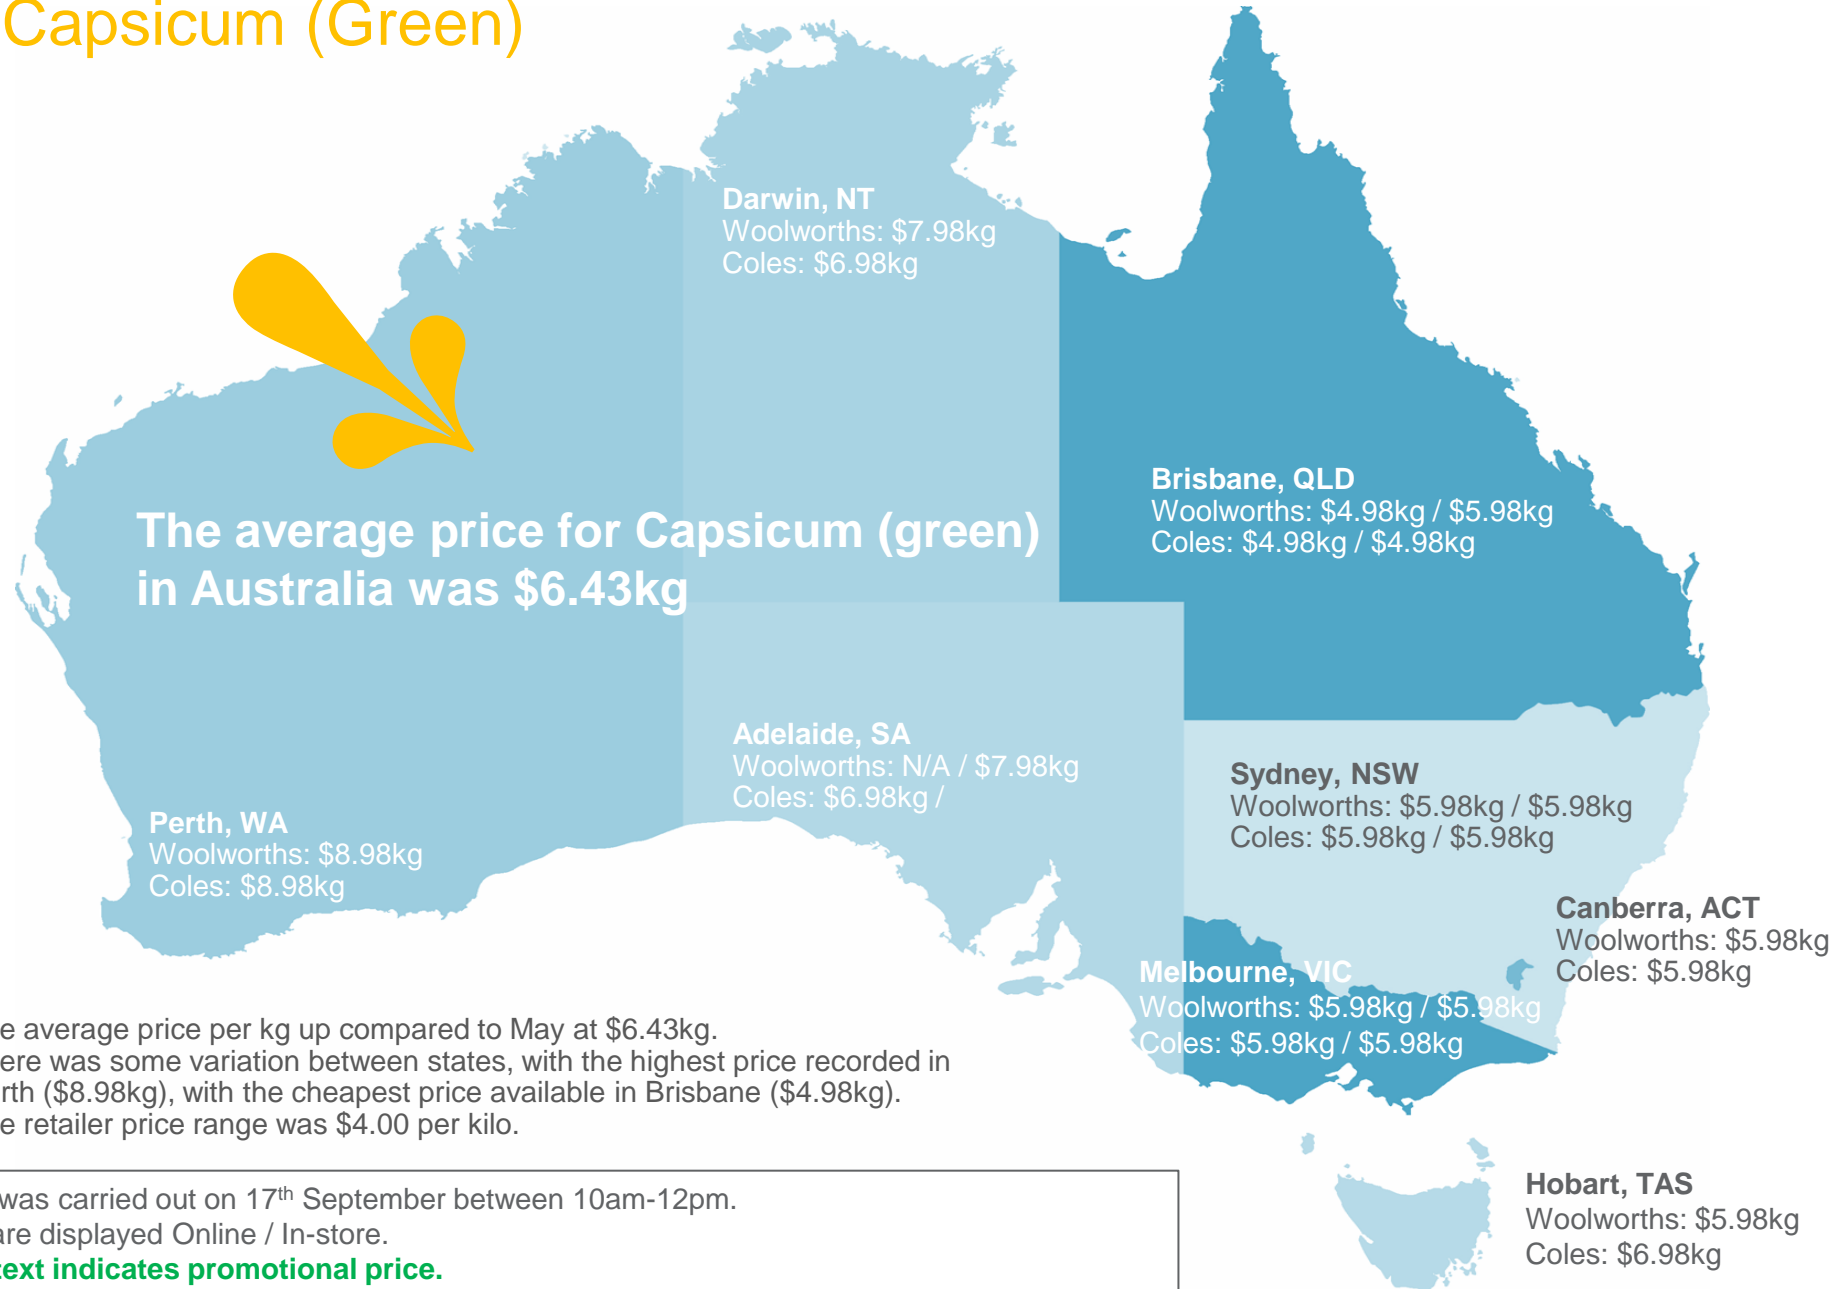 Capsicum (Green)
Darwin, NT
Woolworths: $7.98kg
Coles: $6.98kg
Brisbane, QLD
Woolworths: $4.98kg / $5.98kg
Coles: $4.98kg / $4.98kg
The average price for Capsicum (green)
in Australia was $6.43kg
Adelaide, SA
Woolworths: N/A / $7.98kg
Coles: $6.98kg /
Sydney, NSW
Woolworths: $5.98kg / $5.98kg
Coles: $5.98kg / $5.98kg
Perth, WA
Woolworths: $8.98kg
Coles: $8.98kg
Canberra, ACT
Woolworths: $5.98kg
Coles: $5.98kg
Melbourne, VIC
Woolworths: $5.98kg / $5.98kg
Coles: $5.98kg / $5.98kg
e average price per kg up compared to May at $6.43kg.
ere was some variation between states, with the highest price recorded in
rth ($8.98kg), with the cheapest price available in Brisbane ($4.98kg).
e retailer price range was $4.00 per kilo.
was carried out on 17th September between 10am-12pm.
are displayed Online / In-store.
text indicates promotional price.
Hobart, TAS
Woolworths: $5.98kg
Coles: $6.98kg